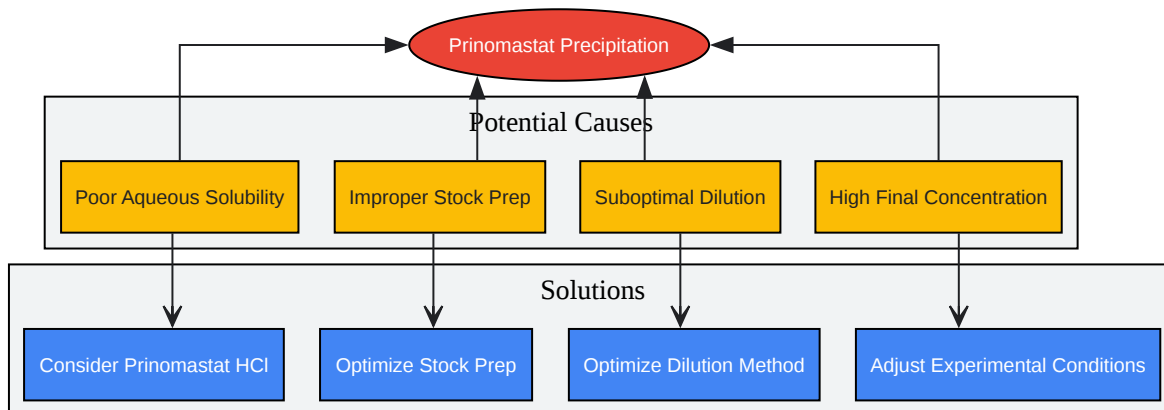 Prinomastat Precipitation
Potential Causes
Poor Aqueous Solubility
Improper Stock Prep
Suboptimal Dilution
High Final Concentration
Solutions
Consider Prinomastat HCl
Optimize Stock Prep
Optimize Dilution Method
Adjust Experimental Conditions